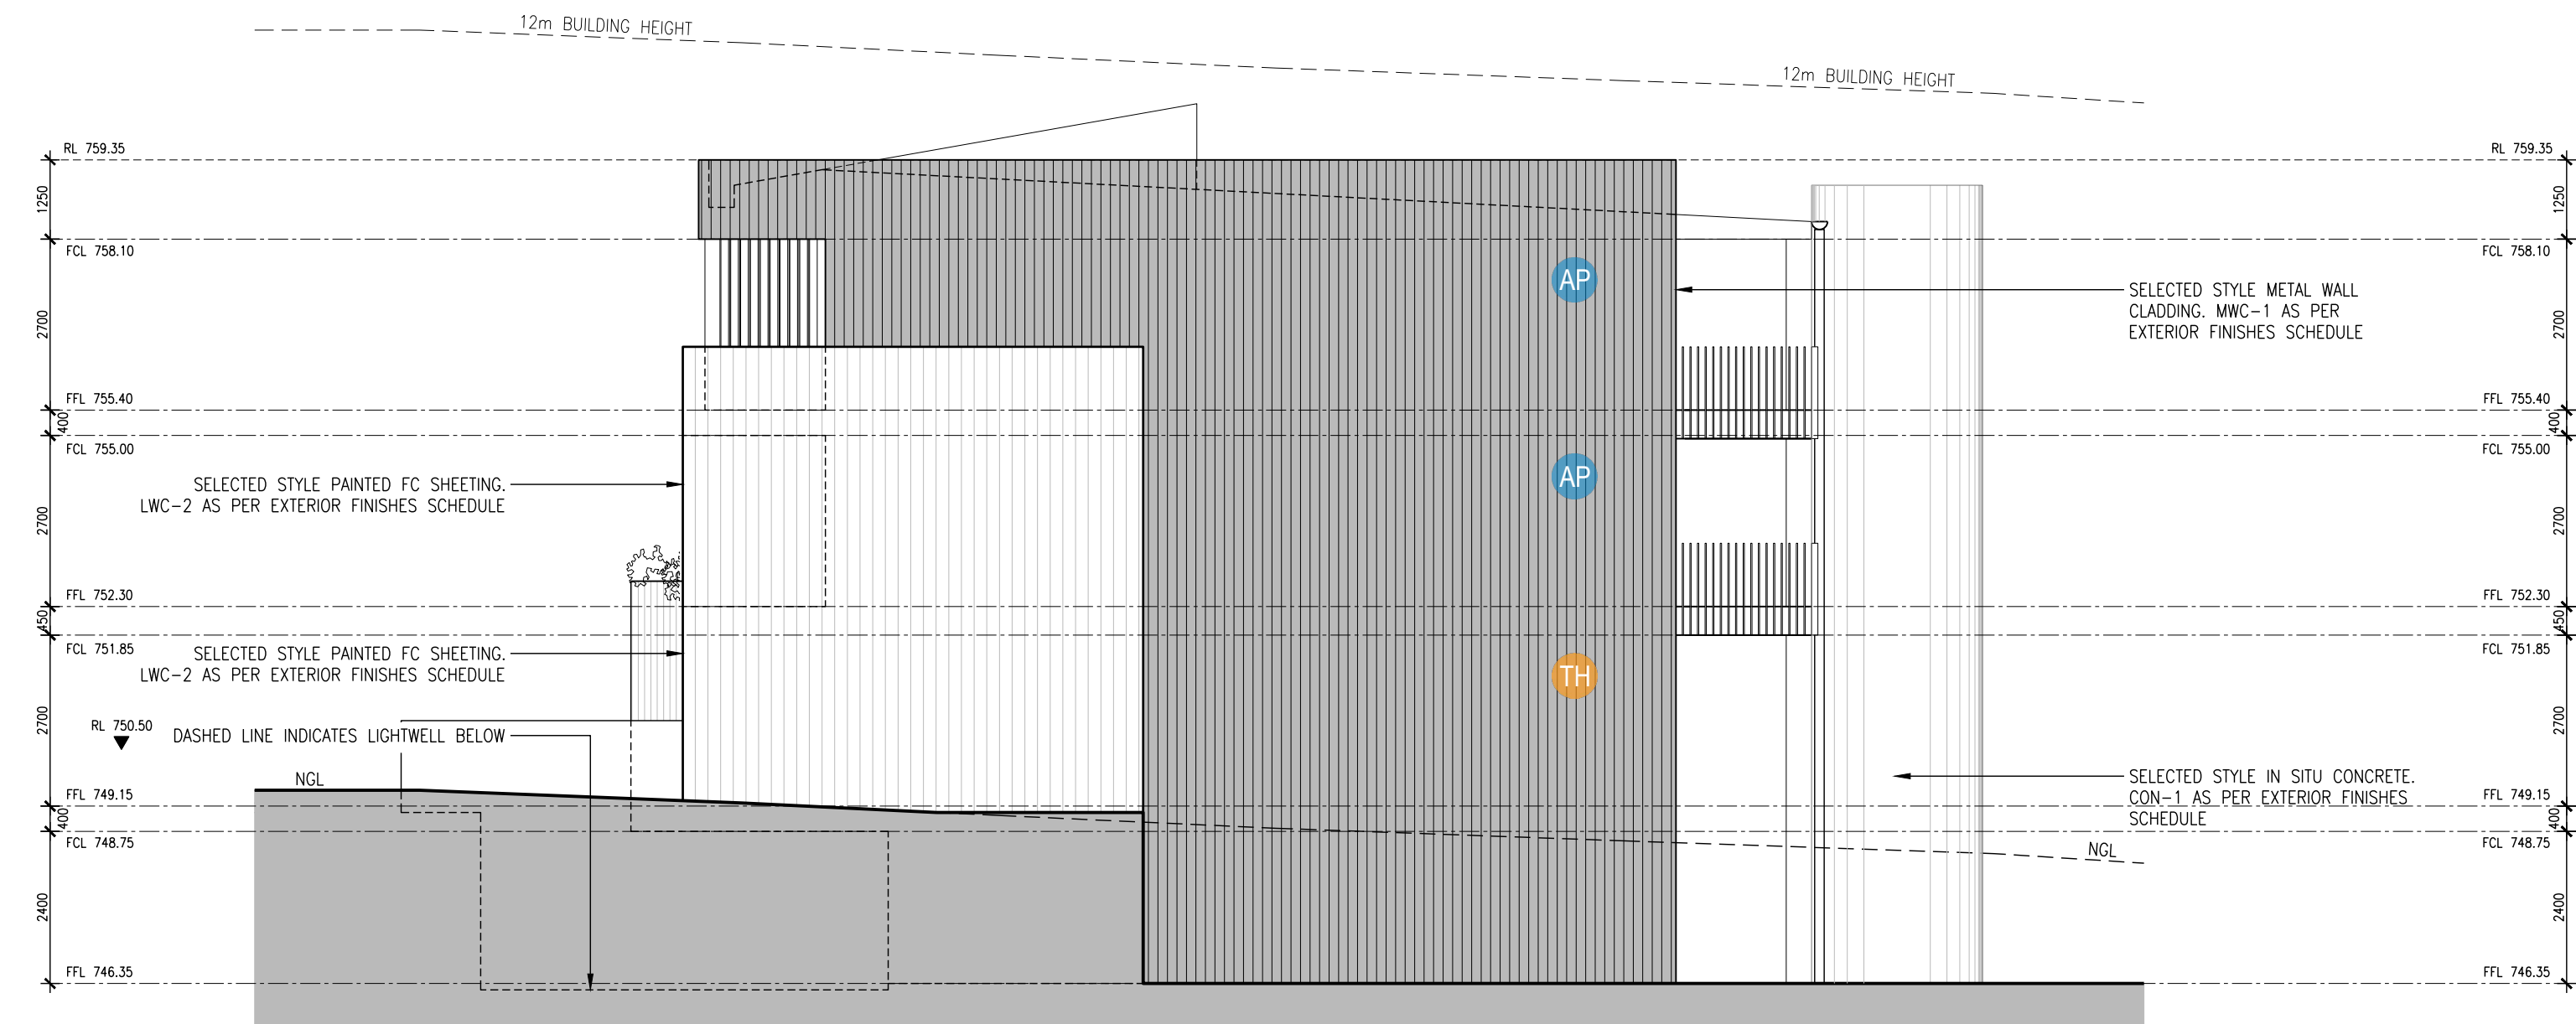 12m BUILDING HEIGHT
12m BUILDING HEIGHT
RL 759.35
RL 759.35
1250
1250
FCL 758.10
FCL 758.10
AP
SELECTED STYLE METAL WALL
CLADDING. MWC-1 AS PER
EXTERIOR FINISHES SCHEDULE
2700
2700
FFL 755.40
FFL 755.40
400
400
FCL 755.00
FCL 755.00
AP
SELECTED STYLE PAINTED FC SHEETING.
LWC-2 AS PER EXTERIOR FINISHES SCHEDULE
2700
2700
FFL 752.30
FFL 752.30
450
450
FCL 751.85
FCL 751.85
SELECTED STYLE PAINTED FC SHEETING.
LWC-2 AS PER EXTERIOR FINISHES SCHEDULE
TH
2700
2700
RL 750.50
DASHED LINE INDICATES LIGHTWELL BELOW
NGL
SELECTED STYLE IN SITU CONCRETE.
CON-1 AS PER EXTERIOR FINISHES
SCHEDULE
FFL 749.15
FFL 749.15
400
400
FCL 748.75
FCL 748.75
NGL
2400
2400
FFL 746.35
FFL 746.35